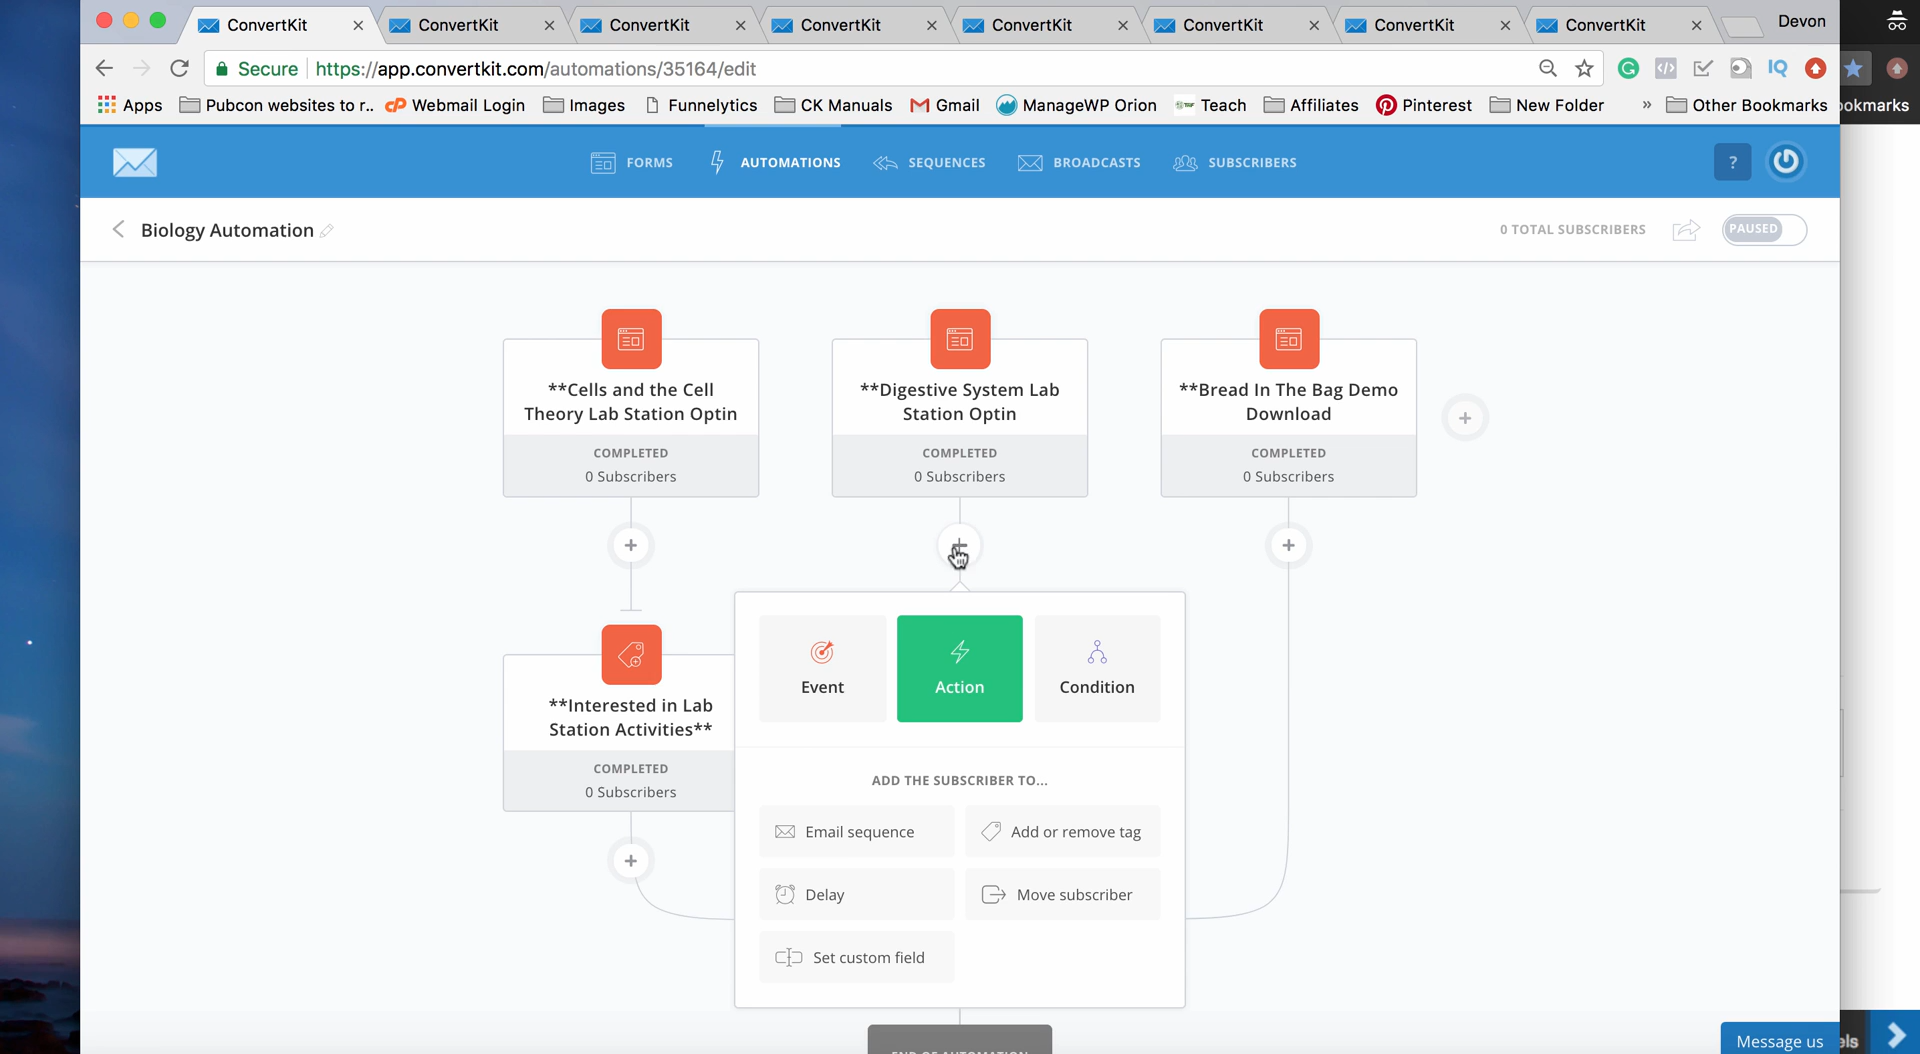 ConvertKit ConvertKit ConvertKit ConvertKit ConvertKit ConvertKit ConvertKit ConvertKit Devon
Secure https://app.convertkit.com/automations/35164/edit
Apps Pubcon websites to r.. Webmail Login Images Funnelytics CK Manuals Gmail ManageWP Orion Teach Affiliates Pinterest New Folder » Other Bookmarks okmarks
FORMS AUTOMATIONS SEQUENCES BROADCASTS SUBSCRIBERS ?
Biology Automation 0 TOTAL SUBSCRIBERS PAUSED
**Cells and the Cell
Theory Lab Station Optin
COMPLETED
0 Subscribers
**Digestive System Lab
Station Optin
COMPLETED
0 Subscribers
**Bread In The Bag Demo
Download
COMPLETED
0 Subscribers
**Interested in Lab
Station Activities**
COMPLETED
0 Subscribers
Event Action Condition
ADD THE SUBSCRIBER TO...
Email sequence Add or remove tag
Delay Move subscriber
Set custom field
END OF AUTOMATION
Message us els